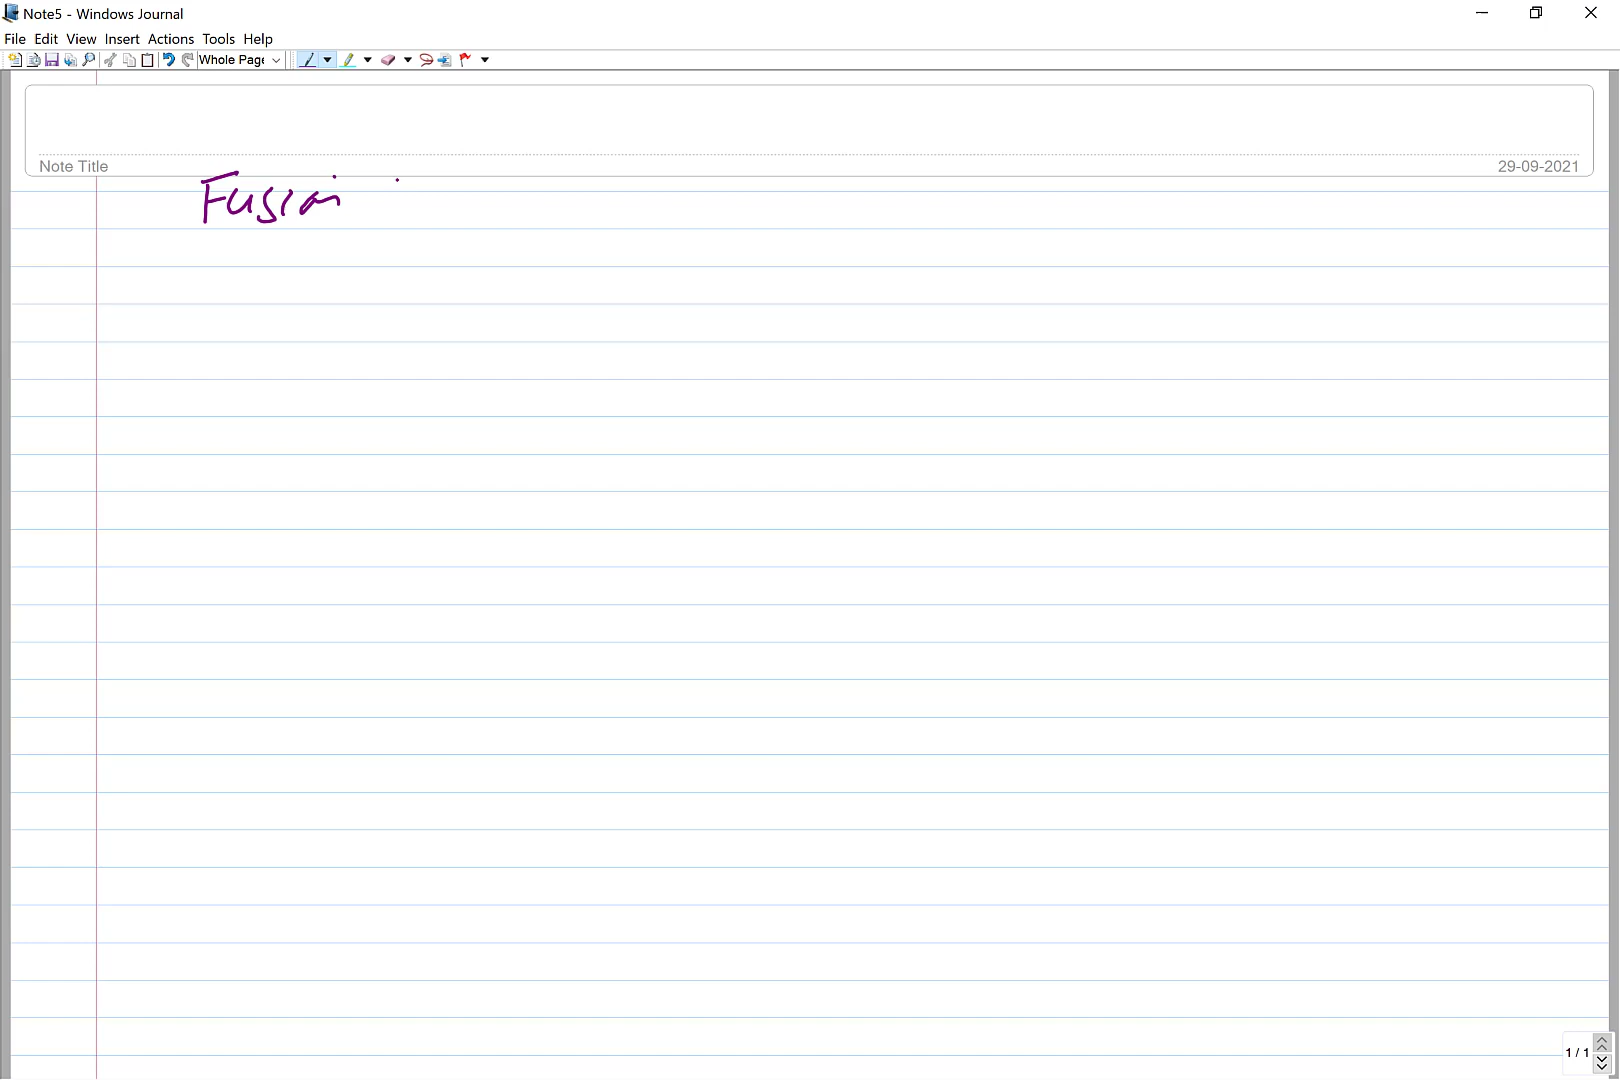 Note5 - Windows Journal
File Edit View Insert Actions Tools Help
Whole Page
Note Title
29-09-2021
Fusion
1 / 1